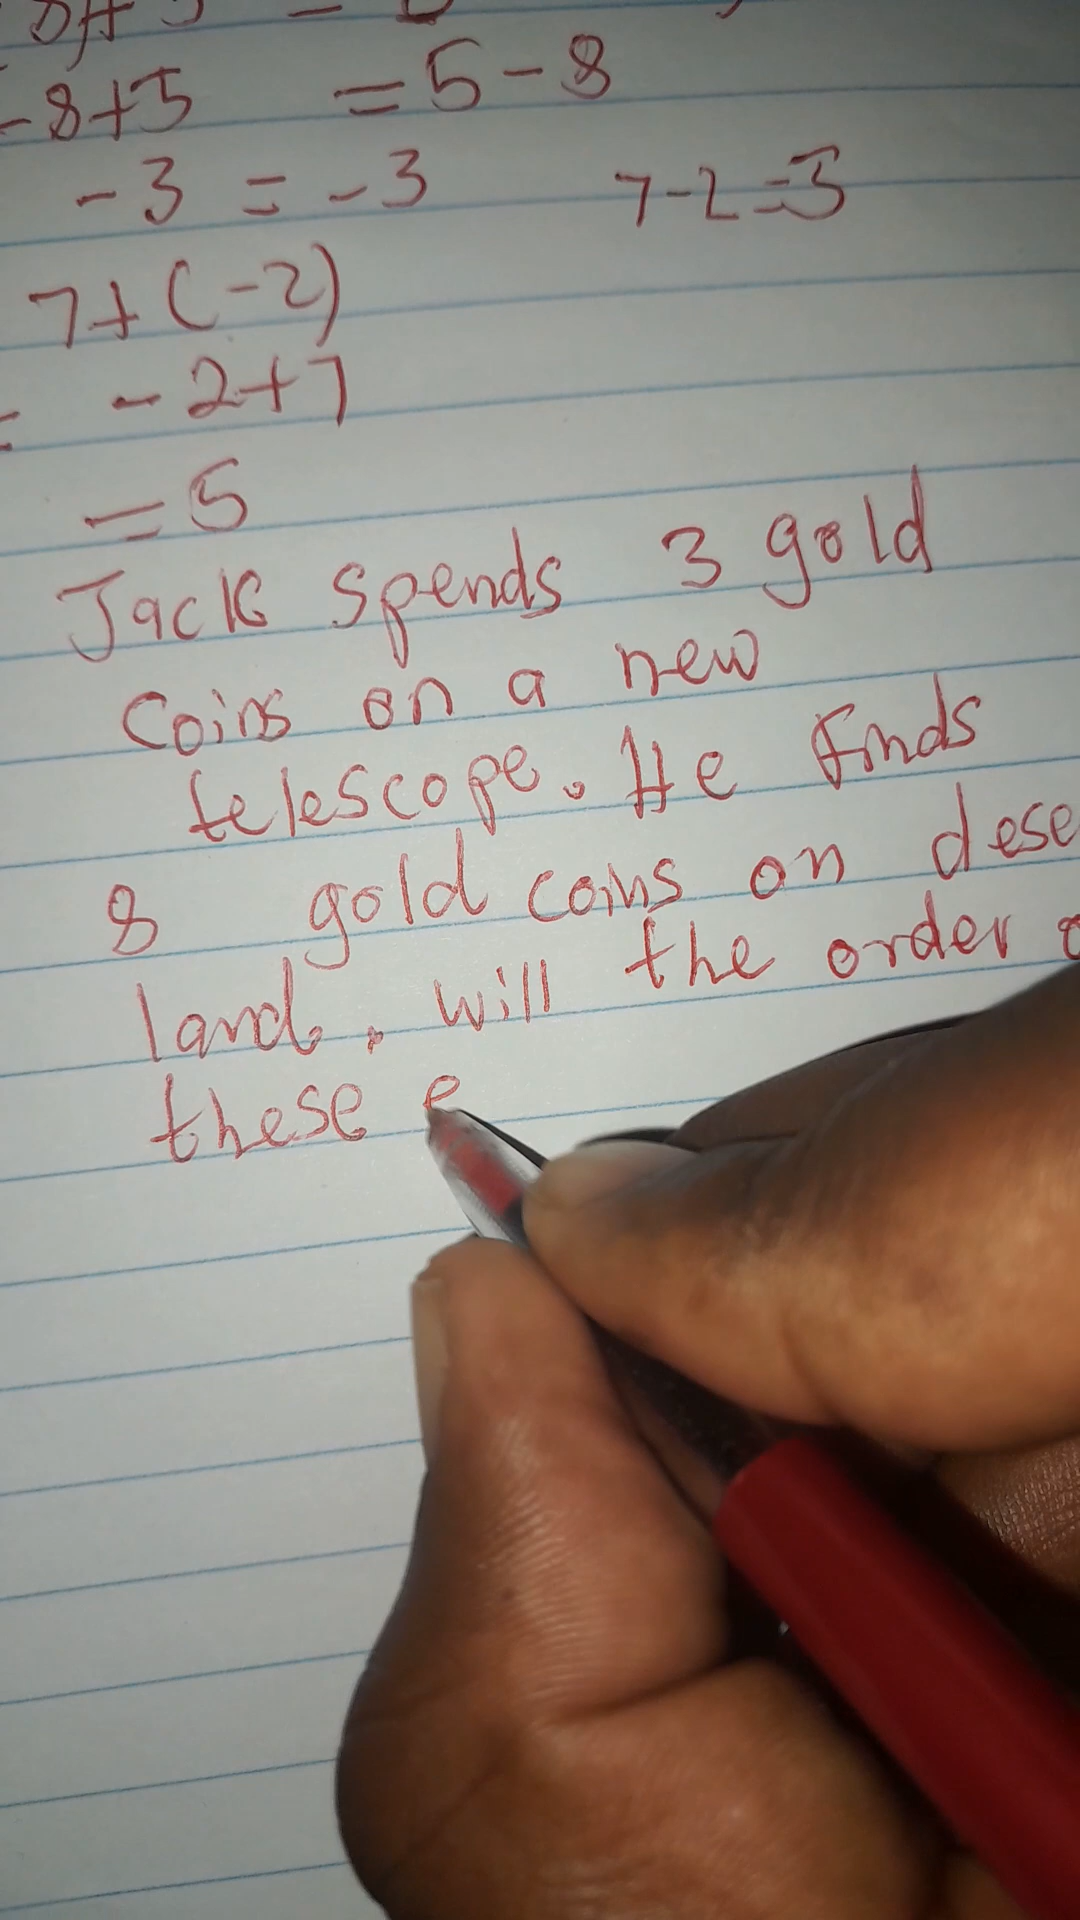 -8+5 = 5-8
-3 = -3 7-2=5
7+(-2)
= -2+7
= 5
Jack spends 3 gold
coins on a new
telescope. He finds
8 gold coins on dese
land. will the order o
these e